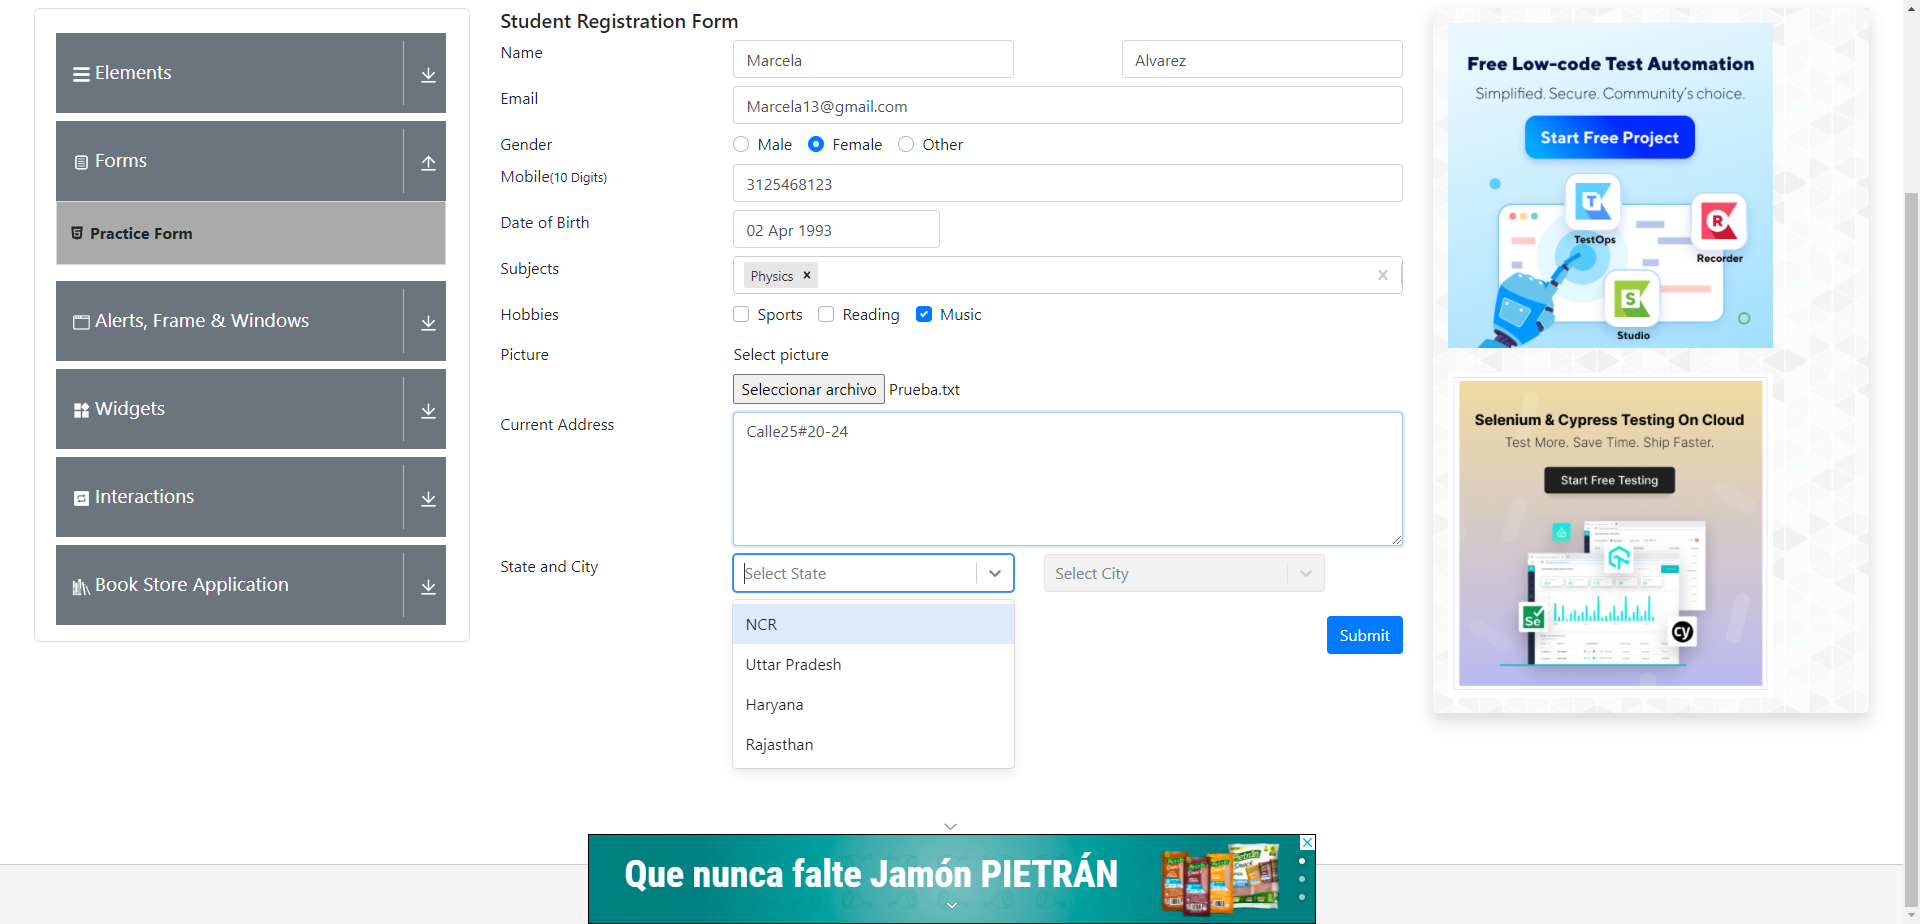 Elements
Forms
Practice Form
Alerts, Frame & Windows
Widgets
Interactions
Book Store Application
Student Registration Form
Name
Marcela
Alvarez
Email
Marcela13@gmail.com
Gender
Male
Female
Other
Mobile(10 Digits)
3125468123
Date of Birth
02 Apr 1993
Subjects
Physics
Hobbies
Sports
Reading
Music
Picture
Select picture
Seleccionar archivo Prueba.txt
Current Address
Calle25#20-24
State and City
Select State
Select City
NCR
Uttar Pradesh
Haryana
Rajasthan
Submit
Free Low-code Test Automation
Simplified. Secure. Community's choice.
Start Free Project
T
TestOps
R
Recorder
S
Studio
Selenium & Cypress Testing On Cloud
Test More. Save Time. Ship Faster.
Start Free Testing
Se
cy
Que nunca falte Jamón PIETRÁN